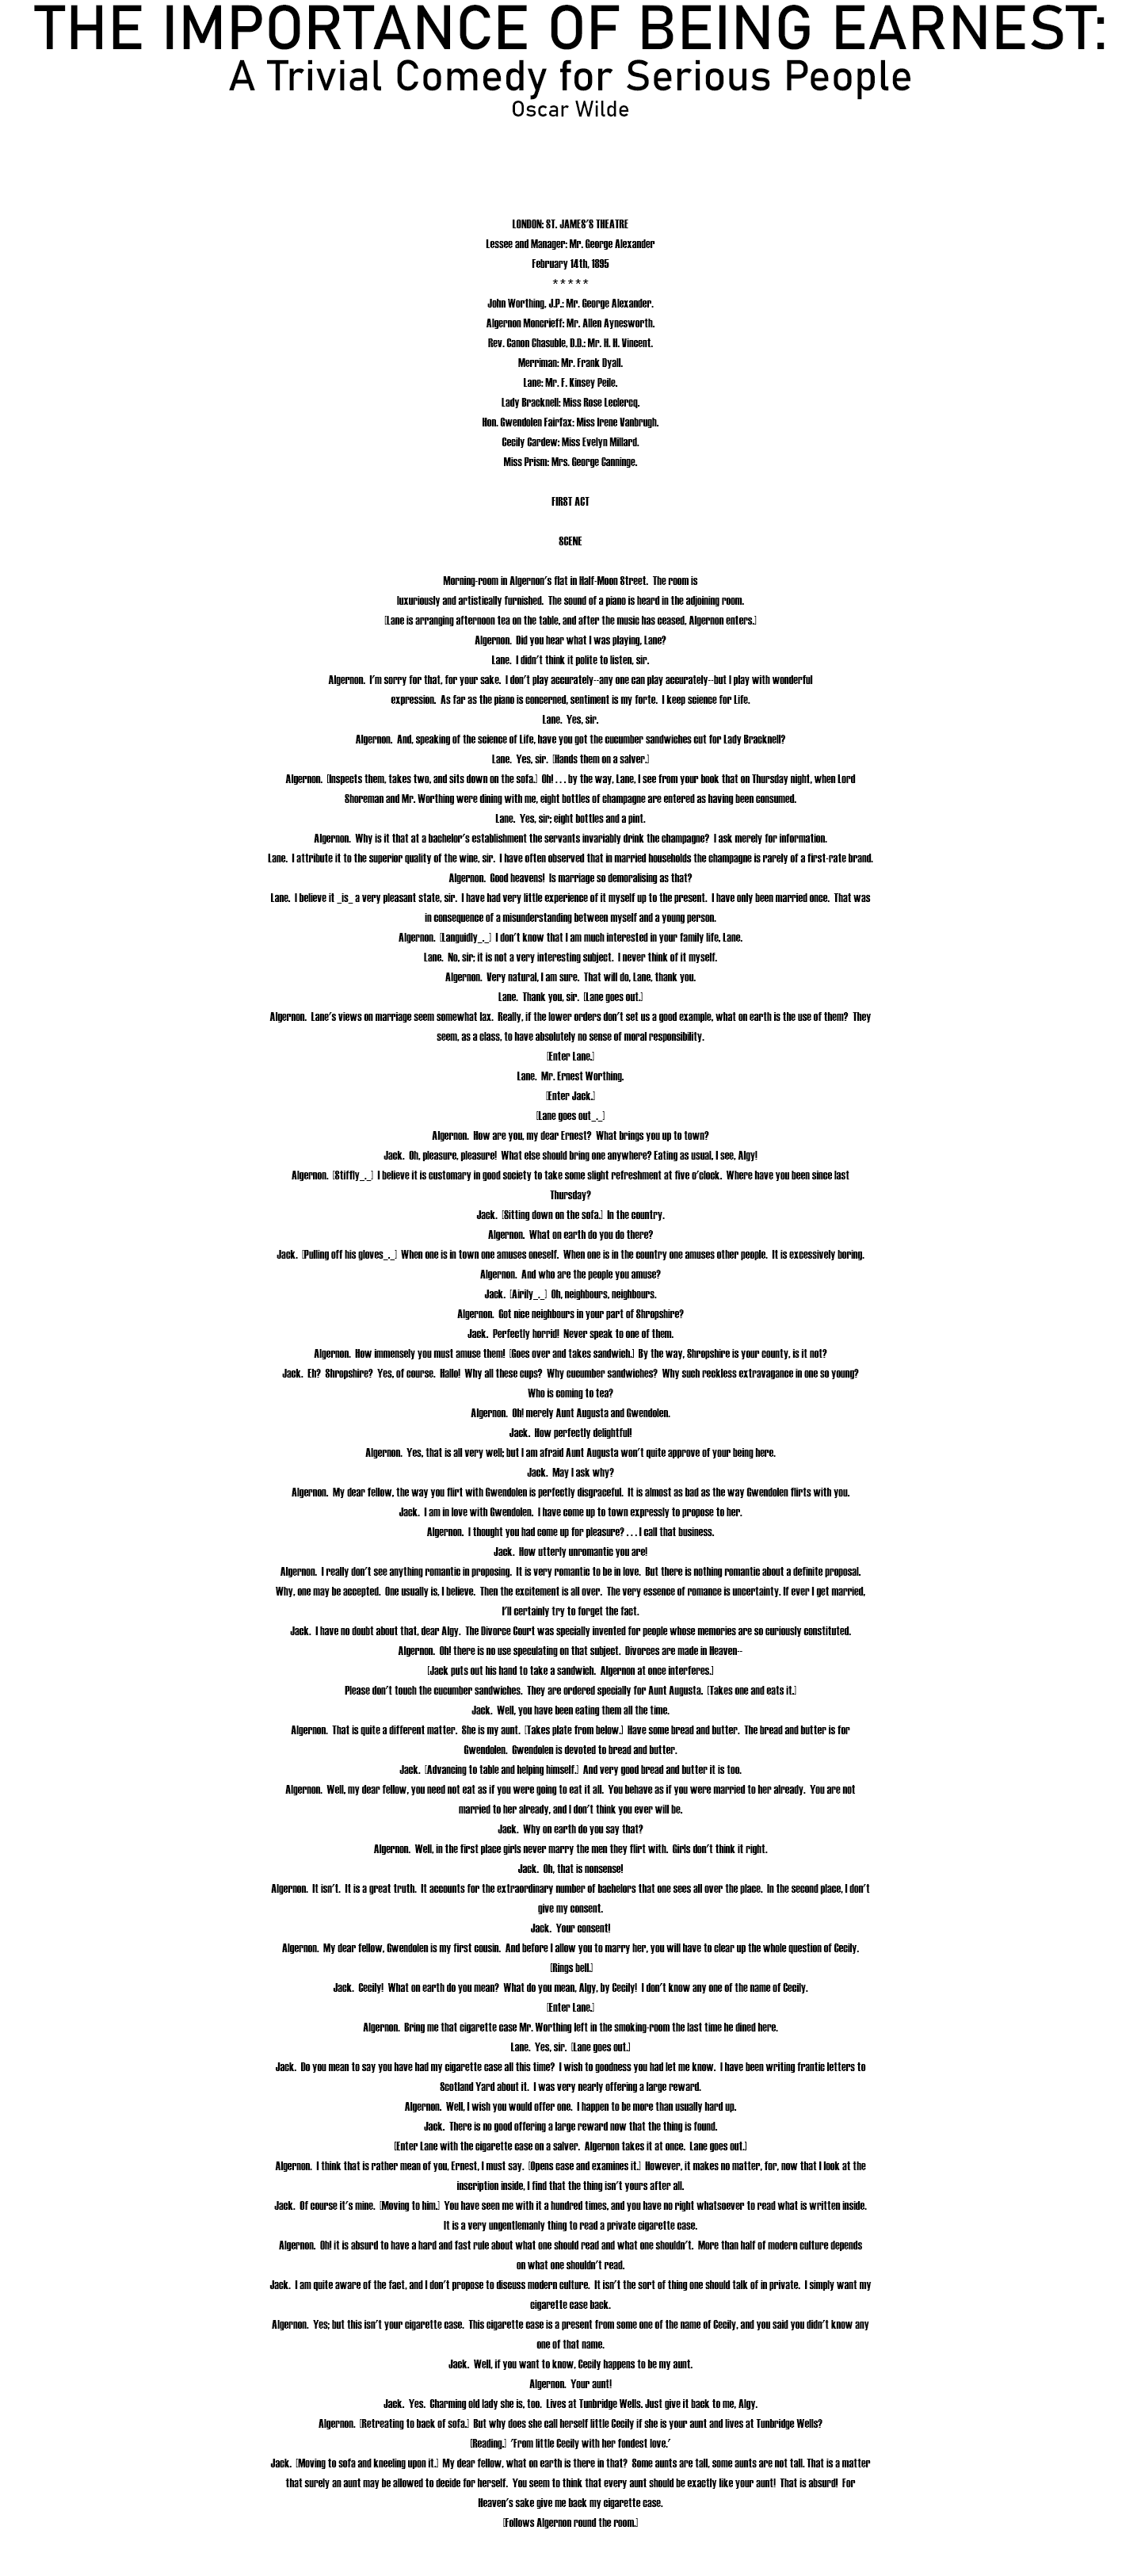 THE IMPORTANCE OF BEING EARNEST:
A Trivial Comedy for Serious People
Oscar Wilde
LONDON: ST. JAMES'S THEATRE
Lessee and Manager: Mr. George Alexander
February 14th, 1895
* * * * *
John Worthing, J.P.: Mr. George Alexander.
Algernon Moncrieff: Mr. Allen Aynesworth.
Rev. Canon Chasuble, D.D.: Mr. H. H. Vincent.
Merriman: Mr. Frank Dyall.
Lane: Mr. F. Kinsey Peile.
Lady Bracknell: Miss Rose Leclercq.
Hon. Gwendolen Fairfax: Miss Irene Vanbrugh.
Cecily Cardew: Miss Evelyn Millard.
Miss Prism: Mrs. George Canninge.
FIRST ACT
SCENE
Morning-room in Algernon's flat in Half-Moon Street.  The room is
luxuriously and artistically furnished.  The sound of a piano is heard in the adjoining room.
[Lane is arranging afternoon tea on the table, and after the music has ceased, Algernon enters.]
Algernon.  Did you hear what I was playing, Lane?
Lane.  I didn't think it polite to listen, sir.
Algernon.  I'm sorry for that, for your sake.  I don't play accurately--any one can play accurately--but I play with wonderful
expression.  As far as the piano is concerned, sentiment is my forte.  I keep science for Life.
Lane.  Yes, sir.
Algernon.  And, speaking of the science of Life, have you got the cucumber sandwiches cut for Lady Bracknell?
Lane.  Yes, sir.  [Hands them on a salver.]
Algernon.  [Inspects them, takes two, and sits down on the sofa.]  Oh! . . . by the way, Lane, I see from your book that on Thursday night, when Lord
Shoreman and Mr. Worthing were dining with me, eight bottles of champagne are entered as having been consumed.
Lane.  Yes, sir; eight bottles and a pint.
Algernon.  Why is it that at a bachelor's establishment the servants invariably drink the champagne?  I ask merely for information.
Lane.  I attribute it to the superior quality of the wine, sir.  I have often observed that in married households the champagne is rarely of a first-rate brand.
Algernon.  Good heavens!  Is marriage so demoralising as that?
Lane.  I believe it _is_ a very pleasant state, sir.  I have had very little experience of it myself up to the present.  I have only been married once.  That was
in consequence of a misunderstanding between myself and a young person.
Algernon.  [Languidly_._]  I don't know that I am much interested in your family life, Lane.
Lane.  No, sir; it is not a very interesting subject.  I never think of it myself.
Algernon.  Very natural, I am sure.  That will do, Lane, thank you.
Lane.  Thank you, sir.  [Lane goes out.]
Algernon.  Lane's views on marriage seem somewhat lax.  Really, if the lower orders don't set us a good example, what on earth is the use of them?  They
seem, as a class, to have absolutely no sense of moral responsibility.
[Enter Lane.]
Lane.  Mr. Ernest Worthing.
[Enter Jack.]
[Lane goes out_._]
Algernon.  How are you, my dear Ernest?  What brings you up to town?
Jack.  Oh, pleasure, pleasure!  What else should bring one anywhere? Eating as usual, I see, Algy!
Algernon.  [Stiffly_._]  I believe it is customary in good society to take some slight refreshment at five o'clock.  Where have you been since last
Thursday?
Jack.  [Sitting down on the sofa.]  In the country.
Algernon.  What on earth do you do there?
Jack.  [Pulling off his gloves_._]  When one is in town one amuses oneself.  When one is in the country one amuses other people.  It is excessively boring.
Algernon.  And who are the people you amuse?
Jack.  [Airily_._]  Oh, neighbours, neighbours.
Algernon.  Got nice neighbours in your part of Shropshire?
Jack.  Perfectly horrid!  Never speak to one of them.
Algernon.  How immensely you must amuse them!  [Goes over and takes sandwich.]  By the way, Shropshire is your county, is it not?
Jack.  Eh?  Shropshire?  Yes, of course.  Hallo!  Why all these cups?  Why cucumber sandwiches?  Why such reckless extravagance in one so young?
Who is coming to tea?
Algernon.  Oh! merely Aunt Augusta and Gwendolen.
Jack.  How perfectly delightful!
Algernon.  Yes, that is all very well; but I am afraid Aunt Augusta won't quite approve of your being here.
Jack.  May I ask why?
Algernon.  My dear fellow, the way you flirt with Gwendolen is perfectly disgraceful.  It is almost as bad as the way Gwendolen flirts with you.
Jack.  I am in love with Gwendolen.  I have come up to town expressly to propose to her.
Algernon.  I thought you had come up for pleasure? . . . I call that business.
Jack.  How utterly unromantic you are!
Algernon.  I really don't see anything romantic in proposing.  It is very romantic to be in love.  But there is nothing romantic about a definite proposal.
Why, one may be accepted.  One usually is, I believe.  Then the excitement is all over.  The very essence of romance is uncertainty. If ever I get married,
I'll certainly try to forget the fact.
Jack.  I have no doubt about that, dear Algy.  The Divorce Court was specially invented for people whose memories are so curiously constituted.
Algernon.  Oh! there is no use speculating on that subject.  Divorces are made in Heaven--
[Jack puts out his hand to take a sandwich.  Algernon at once interferes.]
Please don't touch the cucumber sandwiches.  They are ordered specially for Aunt Augusta.  [Takes one and eats it.]
Jack.  Well, you have been eating them all the time.
Algernon.  That is quite a different matter.  She is my aunt.  [Takes plate from below.]  Have some bread and butter.  The bread and butter is for
Gwendolen.  Gwendolen is devoted to bread and butter.
Jack.  [Advancing to table and helping himself.]  And very good bread and butter it is too.
Algernon.  Well, my dear fellow, you need not eat as if you were going to eat it all.  You behave as if you were married to her already.  You are not
married to her already, and I don't think you ever will be.
Jack.  Why on earth do you say that?
Algernon.  Well, in the first place girls never marry the men they flirt with.  Girls don't think it right.
Jack.  Oh, that is nonsense!
Algernon.  It isn't.  It is a great truth.  It accounts for the extraordinary number of bachelors that one sees all over the place.  In the second place, I don't
give my consent.
Jack.  Your consent!
Algernon.  My dear fellow, Gwendolen is my first cousin.  And before I allow you to marry her, you will have to clear up the whole question of Cecily.
[Rings bell.]
Jack.  Cecily!  What on earth do you mean?  What do you mean, Algy, by Cecily!  I don't know any one of the name of Cecily.
[Enter Lane.]
Algernon.  Bring me that cigarette case Mr. Worthing left in the smoking-room the last time he dined here.
Lane.  Yes, sir.  [Lane goes out.]
Jack.  Do you mean to say you have had my cigarette case all this time?  I wish to goodness you had let me know.  I have been writing frantic letters to
Scotland Yard about it.  I was very nearly offering a large reward.
Algernon.  Well, I wish you would offer one.  I happen to be more than usually hard up.
Jack.  There is no good offering a large reward now that the thing is found.
[Enter Lane with the cigarette case on a salver.  Algernon takes it at once.  Lane goes out.]
Algernon.  I think that is rather mean of you, Ernest, I must say.  [Opens case and examines it.]  However, it makes no matter, for, now that I look at the
inscription inside, I find that the thing isn't yours after all.
Jack.  Of course it's mine.  [Moving to him.]  You have seen me with it a hundred times, and you have no right whatsoever to read what is written inside.
It is a very ungentlemanly thing to read a private cigarette case.
Algernon.  Oh! it is absurd to have a hard and fast rule about what one should read and what one shouldn't.  More than half of modern culture depends
on what one shouldn't read.
Jack.  I am quite aware of the fact, and I don't propose to discuss modern culture.  It isn't the sort of thing one should talk of in private.  I simply want my
cigarette case back.
Algernon.  Yes; but this isn't your cigarette case.  This cigarette case is a present from some one of the name of Cecily, and you said you didn't know any
one of that name.
Jack.  Well, if you want to know, Cecily happens to be my aunt.
Algernon.  Your aunt!
Jack.  Yes.  Charming old lady she is, too.  Lives at Tunbridge Wells. Just give it back to me, Algy.
Algernon.  [Retreating to back of sofa.]  But why does she call herself little Cecily if she is your aunt and lives at Tunbridge Wells?
[Reading.]  'From little Cecily with her fondest love.'
Jack.  [Moving to sofa and kneeling upon it.]  My dear fellow, what on earth is there in that?  Some aunts are tall, some aunts are not tall. That is a matter
that surely an aunt may be allowed to decide for herself.  You seem to think that every aunt should be exactly like your aunt!  That is absurd!  For
Heaven's sake give me back my cigarette case.
[Follows Algernon round the room.]